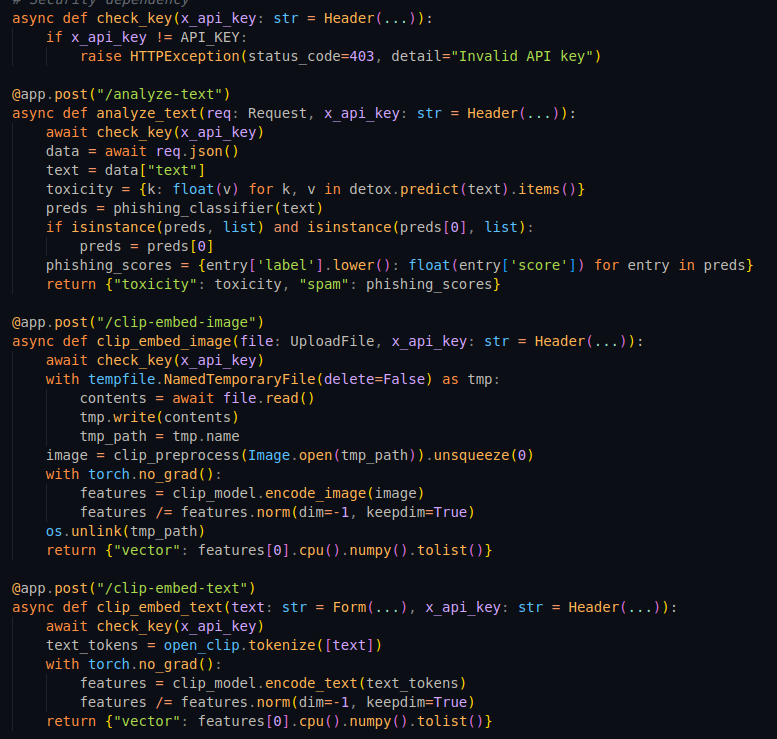 # Security dependency
async def check_key(x_api_key: str = Header(...)):
    if x_api_key != API_KEY:
        raise HTTPException(status_code=403, detail="Invalid API key")

@app.post("/analyze-text")
async def analyze_text(req: Request, x_api_key: str = Header(...)):
    await check_key(x_api_key)
    data = await req.json()
    text = data["text"]
    toxicity = {k: float(v) for k, v in detox.predict(text).items()}
    preds = phishing_classifier(text)
    if isinstance(preds, list) and isinstance(preds[0], list):
        preds = preds[0]
    phishing_scores = {entry['label'].lower(): float(entry['score']) for entry in preds}
    return {"toxicity": toxicity, "spam": phishing_scores}

@app.post("/clip-embed-image")
async def clip_embed_image(file: UploadFile, x_api_key: str = Header(...)):
    await check_key(x_api_key)
    with tempfile.NamedTemporaryFile(delete=False) as tmp:
        contents = await file.read()
        tmp.write(contents)
        tmp_path = tmp.name
    image = clip_preprocess(Image.open(tmp_path)).unsqueeze(0)
    with torch.no_grad():
        features = clip_model.encode_image(image)
        features /= features.norm(dim=-1, keepdim=True)
    os.unlink(tmp_path)
    return {"vector": features[0].cpu().numpy().tolist()}

@app.post("/clip-embed-text")
async def clip_embed_text(text: str = Form(...), x_api_key: str = Header(...)):
    await check_key(x_api_key)
    text_tokens = open_clip.tokenize([text])
    with torch.no_grad():
        features = clip_model.encode_text(text_tokens)
        features /= features.norm(dim=-1, keepdim=True)
    return {"vector": features[0].cpu().numpy().tolist()}